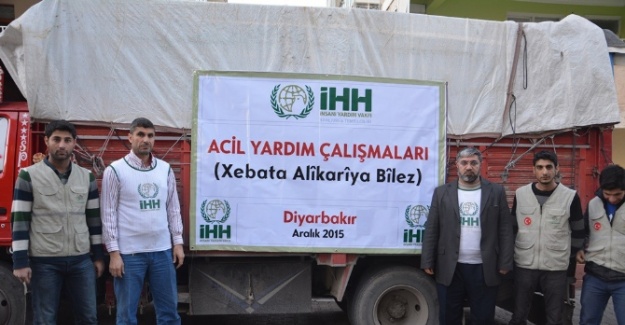 iHH
İNSANİ YARDIM VAKFI
ACİL YARDIM ÇALIŞMALARI
(Xebata Alîkarîya Bîlez)
Diyarbakır
Aralık 2015
iHH
iHH
iHH
iHH